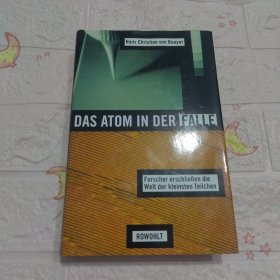 Hans Christian von Baeyer
DAS ATOM IN DER FALLE
Forscher erschließen die
Welt der kleinsten Teilchen
ROWOHLT